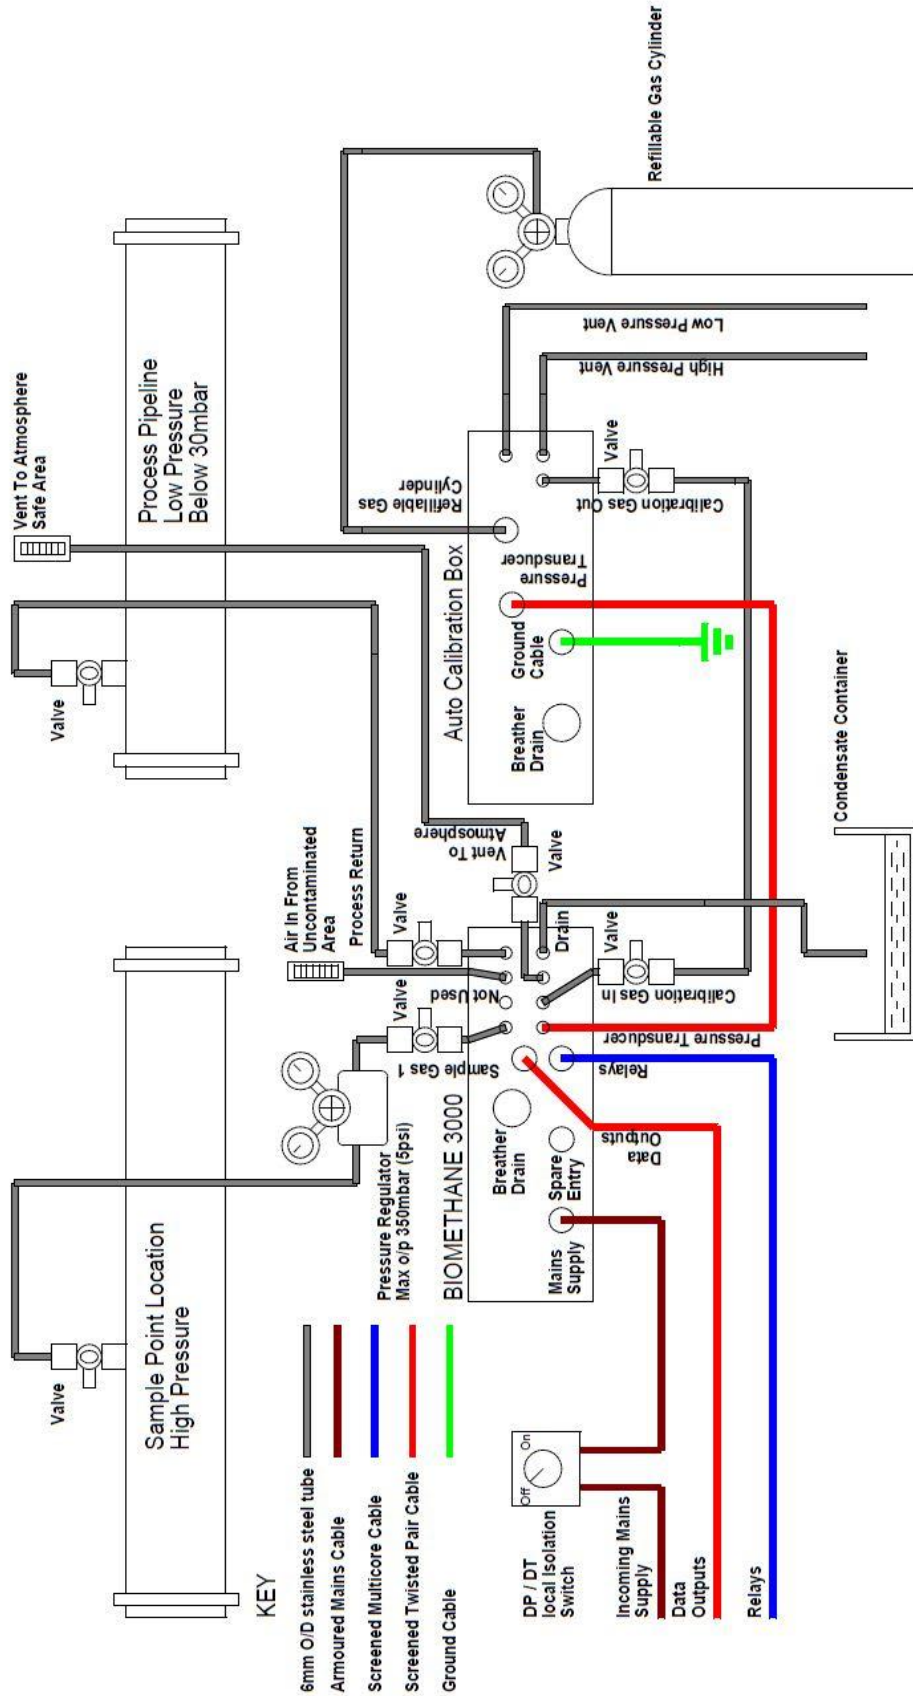 Vent To Atmosphere
Safe Area
Valve
Process Pipeline
Low Pressure
Below 30mbar
Sample Point Location
High Pressure
Valve
Air In From
Uncontaminated
Area
Process Return
Valve
Valve
Pressure Regulator
Max o/p 350mbar (5psi)
KEY
6mm O/D stainless steel tube
Armoured Mains Cable
Screened Multicore Cable
Screened Twisted Pair Cable
Ground Cable
BIOMETHANE 3000
Sample Gas 1
Not Used
Breather
Drain
Mains
Supply
Spare
Entry
Data
Outputs
Relays
Pressure Transducer
Calibration Gas In
Valve
Drain
Vent To
Atmosphere
Valve
Auto Calibration Box
Breather
Drain
Ground
Cable
Pressure
Transducer
Refillable Gas
Cylinder
Calibration Gas Out
Valve
High Pressure Vent
Low Pressure Vent
Refillable Gas Cylinder
Condensate Container
DP / DT
local Isolation
Switch
Off
On
Incoming Mains
Supply
Data
Outputs
Relays